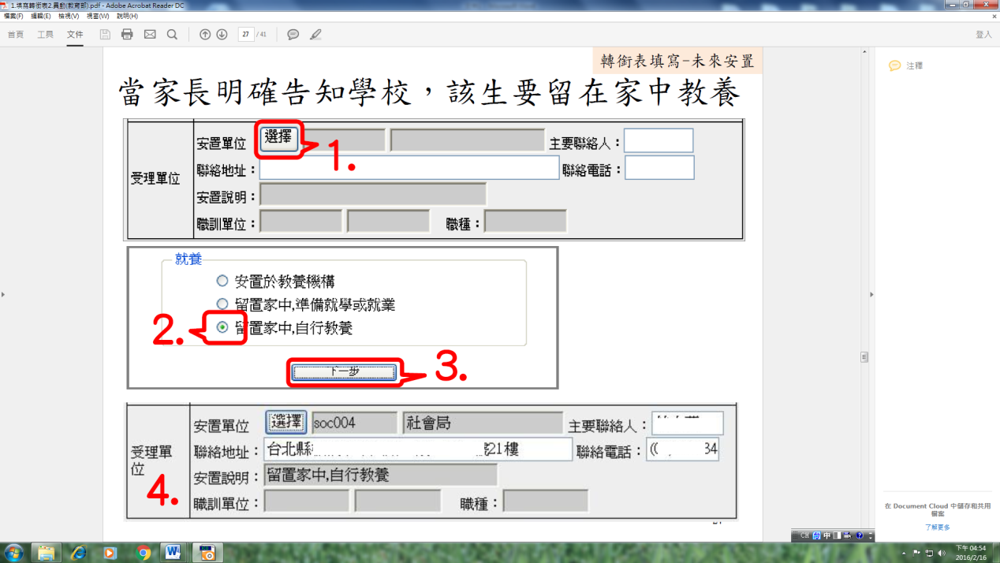 1.填寫轉銜表2.異動(教育部).pdf - Adobe Acrobat Reader DC
檔案(F) 編輯(E) 檢視(V) 視窗(W) 說明(H)
首頁 工具 文件 27 / 41 登入
轉銜表填寫-未來安置
注釋
當家長明確告知學校，該生要留在家中教養
安置單位 選擇 主要聯絡人：
1.
聯絡地址： 聯絡電話：
受理單位
安置說明：
職訓單位： 職種：
就養
安置於教養機構
留置家中,準備就學或就業
2. 留置家中,自行教養
下一步 3.
安置單位 選擇 soc004 社會局 主要聯絡人：
受理單位
聯絡地址： 台北縣 21樓 聯絡電話： (( 34
安置說明： 留置家中,自行教養
4.
職訓單位： 職種：
在 Document Cloud 中儲存和共用檔案
了解更多
CH 中
下午 04:54
2016/2/16